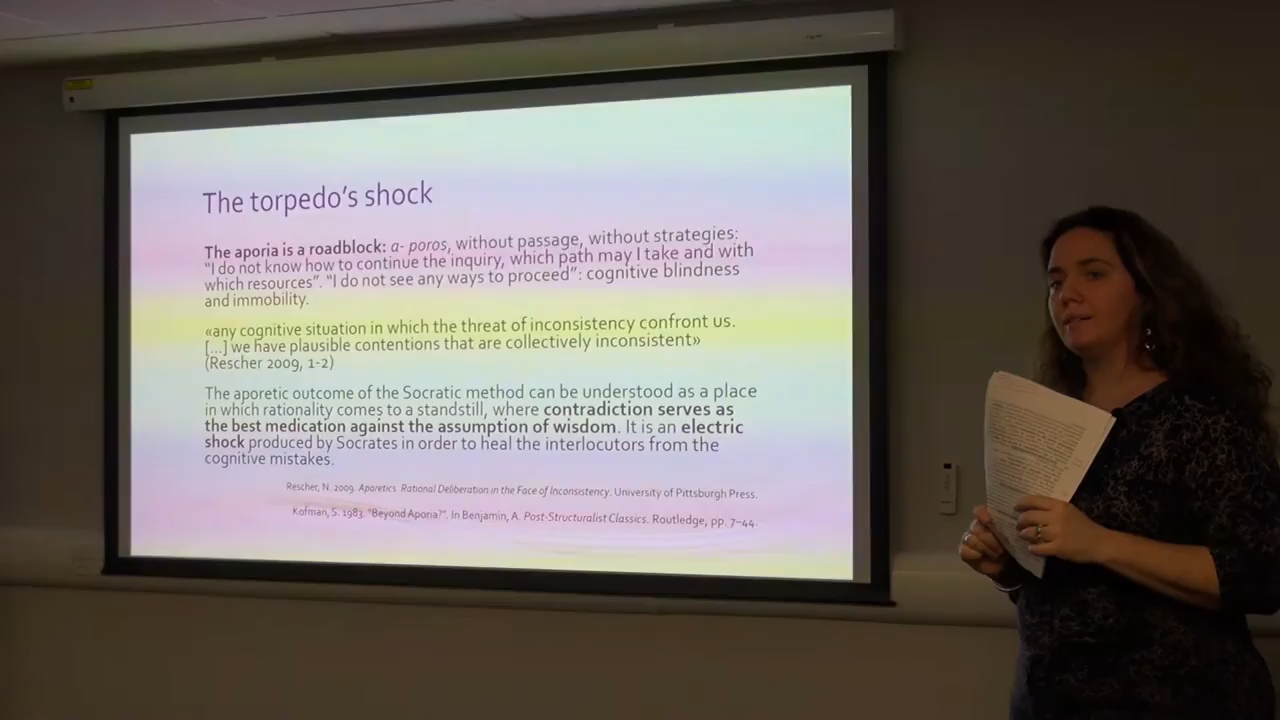 The torpedo's shock
The aporia is a roadblock: a- poros, without passage, without strategies:
"I do not know how to continue the inquiry, which path may I take and with
which resources". "I do not see any ways to proceed": cognitive blindness
and immobility.
«any cognitive situation in which the threat of inconsistency confront us.
[...] we have plausible contentions that are collectively inconsistent»
(Rescher 2009, 1-2)
The aporetic outcome of the Socratic method can be understood as a place
in which rationality comes to a standstill, where contradiction serves as
the best medication against the assumption of wisdom. It is an electric
shock produced by Socrates in order to heal the interlocutors from the
cognitive mistakes.
Rescher, N. 2009. Aporetics Rational Deliberation in the Face of Inconsistency. University of Pittsburgh Press.
Kofman, S. 1983. "Beyond Aporia?". In Benjamin, A. Post-Structuralist Classics. Routledge, pp. 7–44.